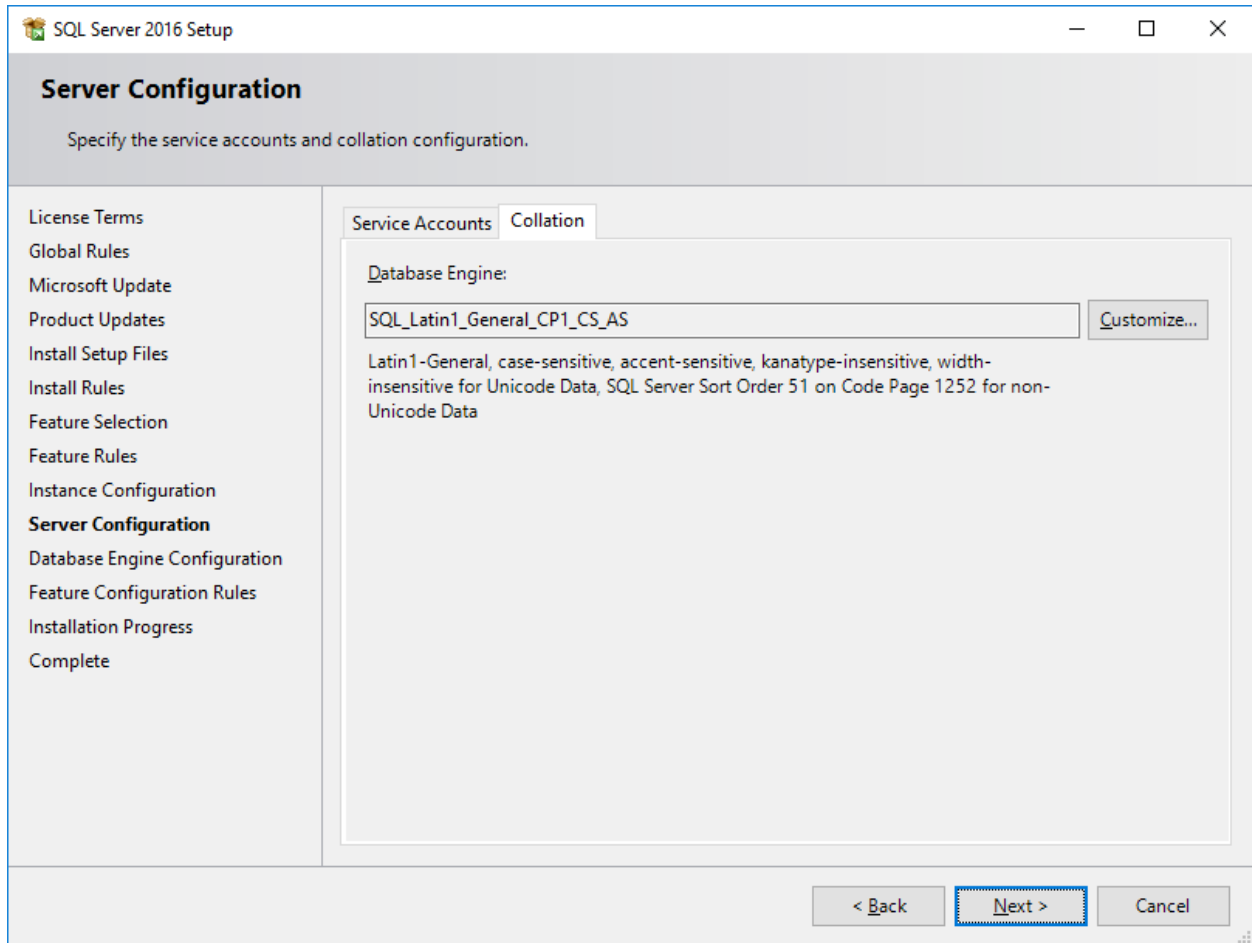 SQL Server 2016 Setup
Server Configuration
Specify the service accounts and collation configuration.
License Terms
Global Rules
Microsoft Update
Product Updates
Install Setup Files
Install Rules
Feature Selection
Feature Rules
Instance Configuration
Server Configuration
Database Engine Configuration
Feature Configuration Rules
Installation Progress
Complete
Service Accounts Collation
Database Engine:
SQL_Latin1_General_CP1_CS_AS Customize...
Latin1-General, case-sensitive, accent-sensitive, kanatype-insensitive, width-
insensitive for Unicode Data, SQL Server Sort Order 51 on Code Page 1252 for non-
Unicode Data
< Back Next > Cancel